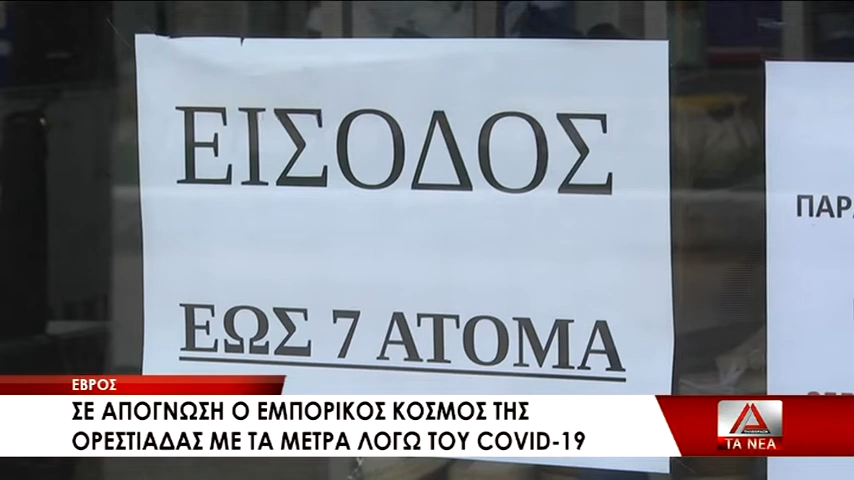 ΕΙΣΟΔΟΣ
ΕΩΣ 7 ΑΤΟΜΑ
ΠΑΡ
ΕΒΡΟΣ
ΣΕ ΑΠΟΓΝΩΣΗ Ο ΕΜΠΟΡΙΚΟΣ ΚΟΣΜΟΣ ΤΗΣ
ΟΡΕΣΤΙΑΔΑΣ ΜΕ ΤΑ ΜΕΤΡΑ ΛΟΓΩ ΤΟΥ COVID-19
ΤΑ ΝΕΑ